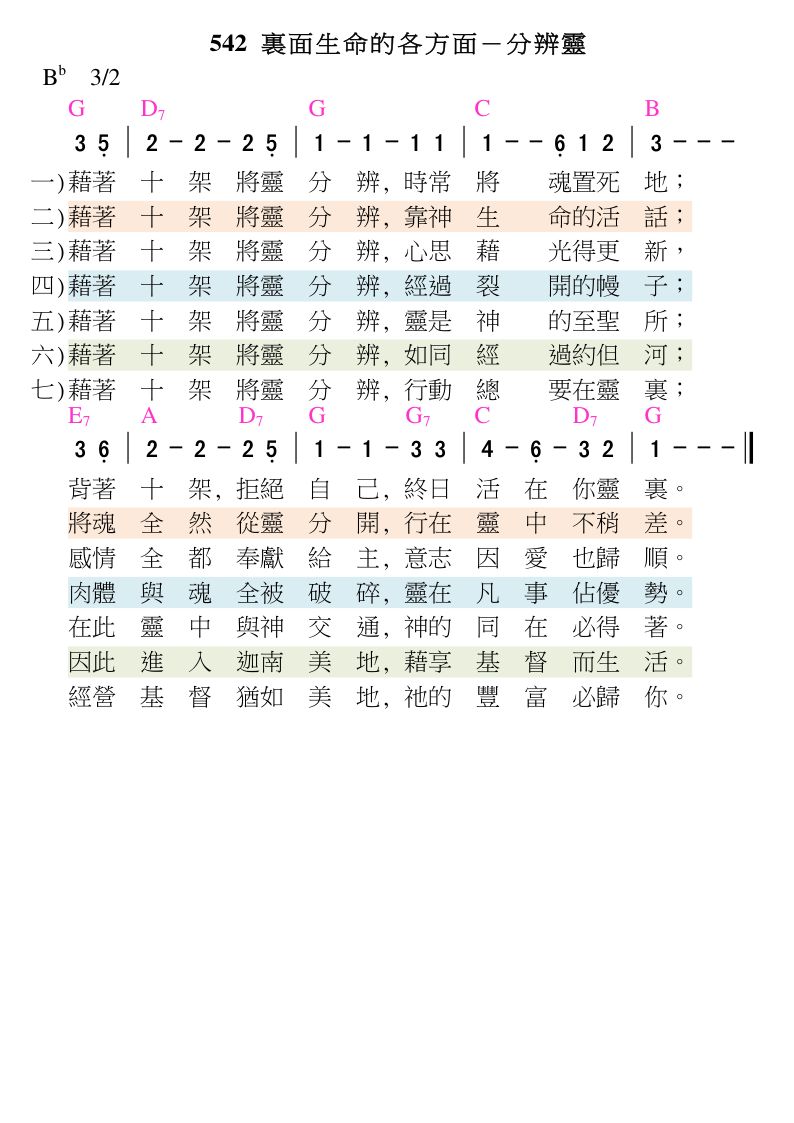 542 裏面生命的各方面－分辨靈
B♭ 3/2
G D7 G C B
3 5̣ | 2 - 2 - 2 5̣ | 1 - 1 - 1 1 | 1 - - 6̣ 1 2 | 3 - - -
一)藉著 十 架 將靈 分 辨, 時常 將 魂置死 地；
二)藉著 十 架 將靈 分 辨, 靠神 生 命的活 話；
三)藉著 十 架 將靈 分 辨, 心思 藉 光得更 新，
四)藉著 十 架 將靈 分 辨, 經過 裂 開的幔 子；
五)藉著 十 架 將靈 分 辨, 靈是 神 的至聖 所；
六)藉著 十 架 將靈 分 辨, 如同 經 過約但 河；
七)藉著 十 架 將靈 分 辨, 行動 總 要在靈 裏；
E7 A D7 G G7 C D7 G
3 6̣ | 2 - 2 - 2 5̣ | 1 - 1 - 3 3 | 4 - 6̣ - 3 2 | 1 - - - ‖
背著 十 架, 拒絕 自 己, 終日 活 在 你靈 裏。
將魂 全 然 從靈 分 開, 行在 靈 中 不稍 差。
感情 全 都 奉獻 給 主, 意志 因 愛 也歸 順。
肉體 與 魂 全被 破 碎, 靈在 凡 事 佔優 勢。
在此 靈 中 與神 交 通, 神的 同 在 必得 著。
因此 進 入 迦南 美 地, 藉享 基 督 而生 活。
經營 基 督 猶如 美 地, 祂的 豐 富 必歸 你。